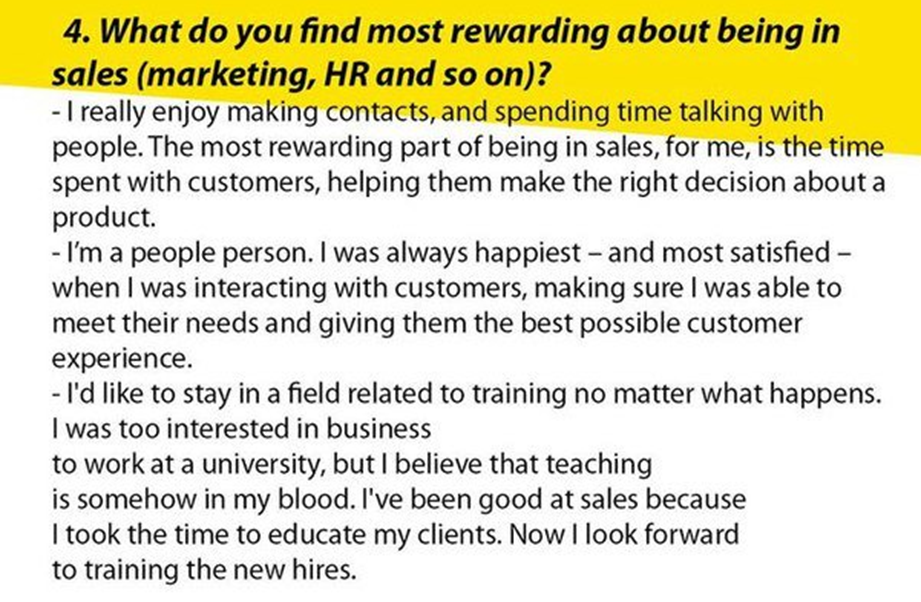 4. What do you find most rewarding about being in
sales (marketing, HR and so on)?
- I really enjoy making contacts, and spending time talking with
people. The most rewarding part of being in sales, for me, is the time
spent with customers, helping them make the right decision about a
product.
- I’m a people person. I was always happiest – and most satisfied –
when I was interacting with customers, making sure I was able to
meet their needs and giving them the best possible customer
experience.
- I'd like to stay in a field related to training no matter what happens.
I was too interested in business
to work at a university, but I believe that teaching
is somehow in my blood. I've been good at sales because
I took the time to educate my clients. Now I look forward
to training the new hires.